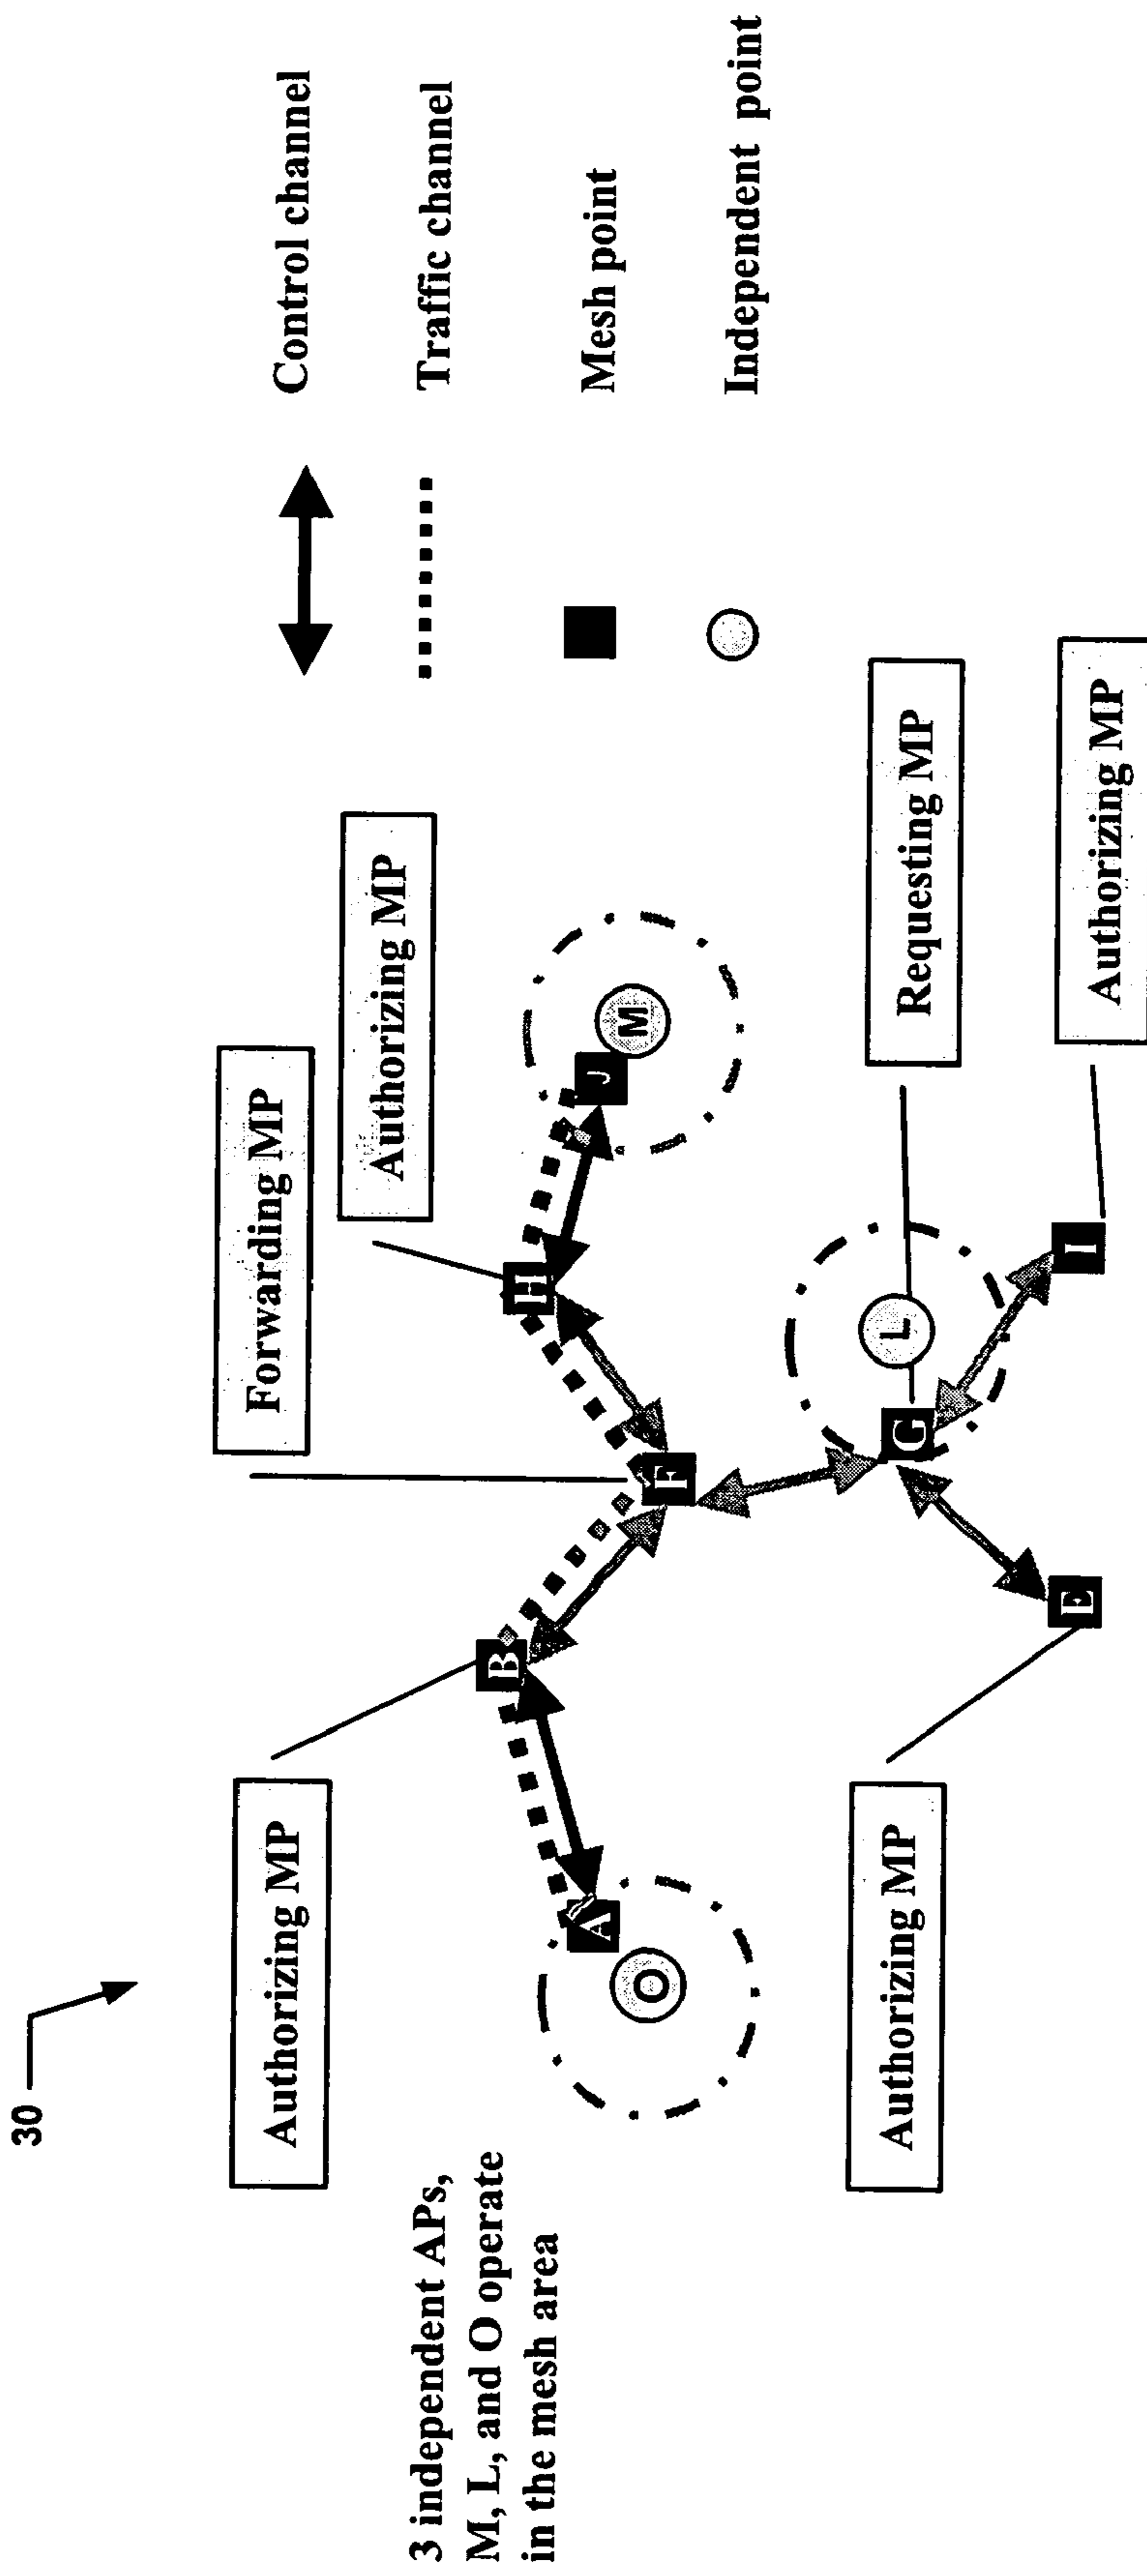 30
3 independent APs,
M, L, and O operate
in the mesh area
Authorizing MP
Forwarding MP
Authorizing MP
Authorizing MP
Requesting MP
Authorizing MP
A
B
F
H
J
M
O
G
L
E
I
Control channel
Traffic channel
Mesh point
Independent point